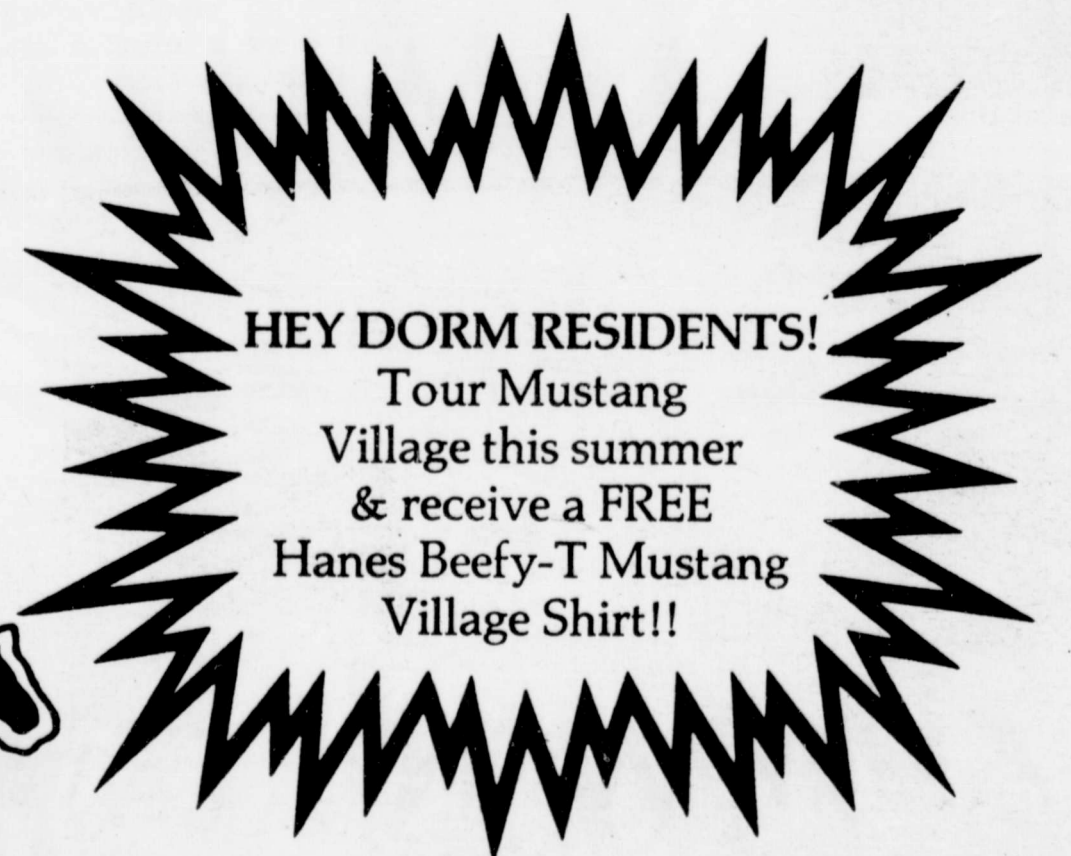 HEY DORM RESIDENTS!
Tour Mustang
Village this summer
& receive a FREE
Hanes Beefy-T Mustang
Village Shirt!!